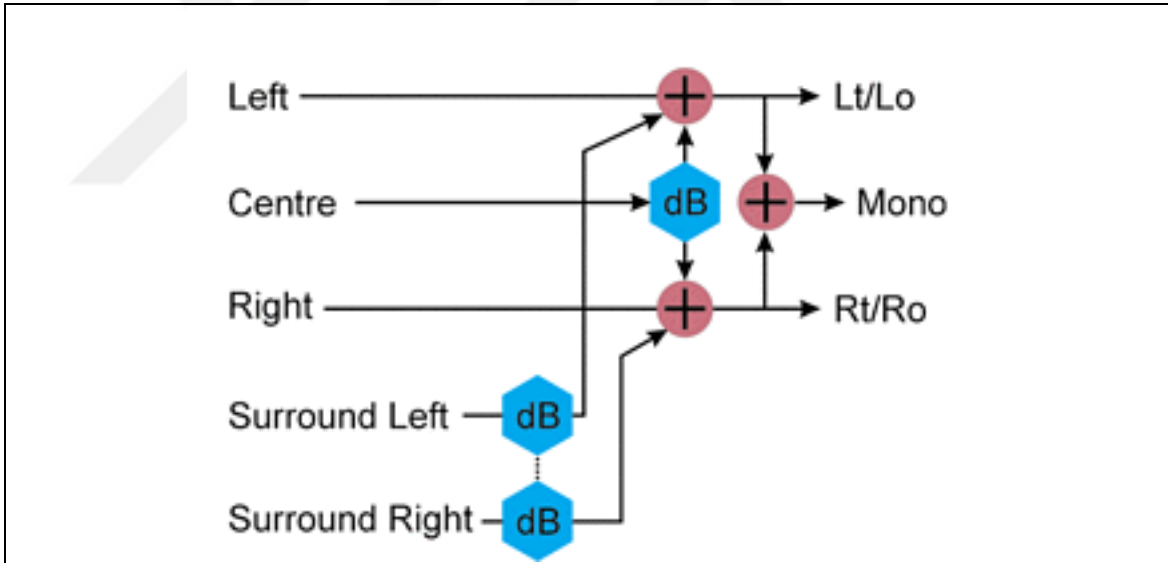 Left + Lt/Lo
Centre dB + Mono
Right + Rt/Ro
Surround Left dB
Surround Right dB